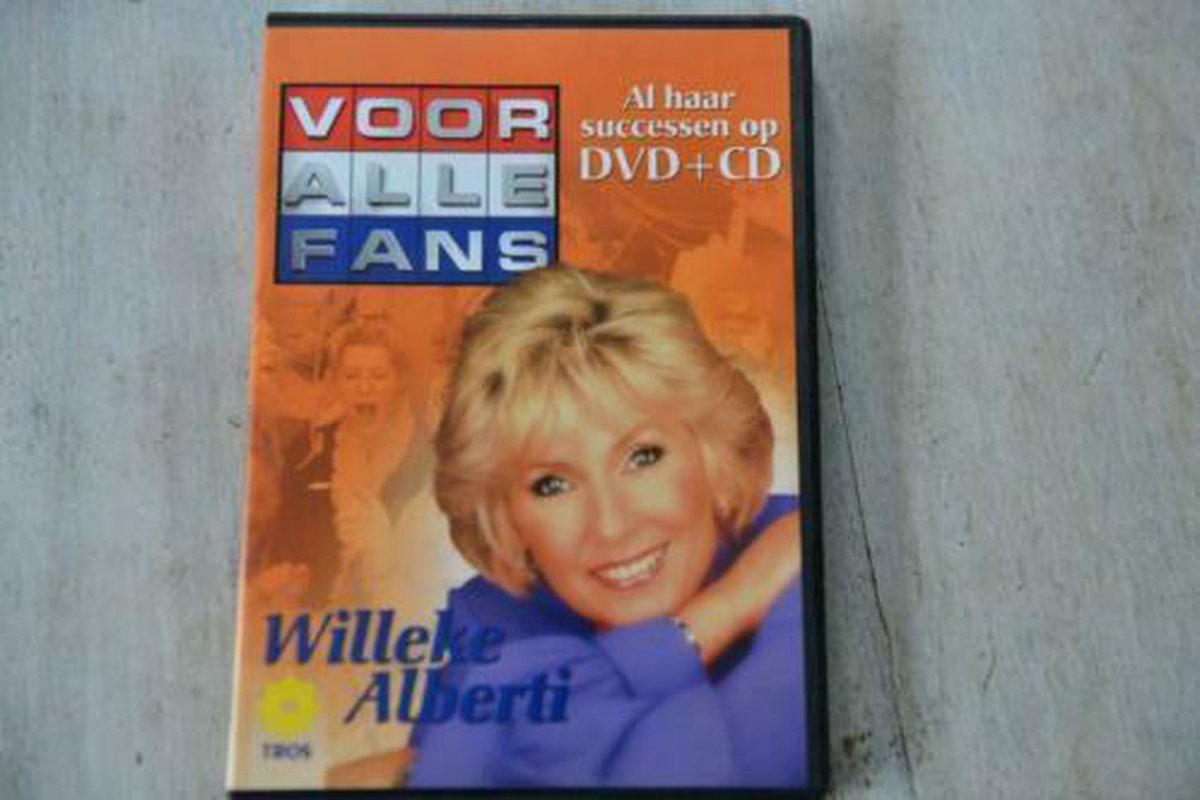 VOOR
ALLE
FANS
Al haar
successen op
DVD+CD
Willeke
Alberti
TROS